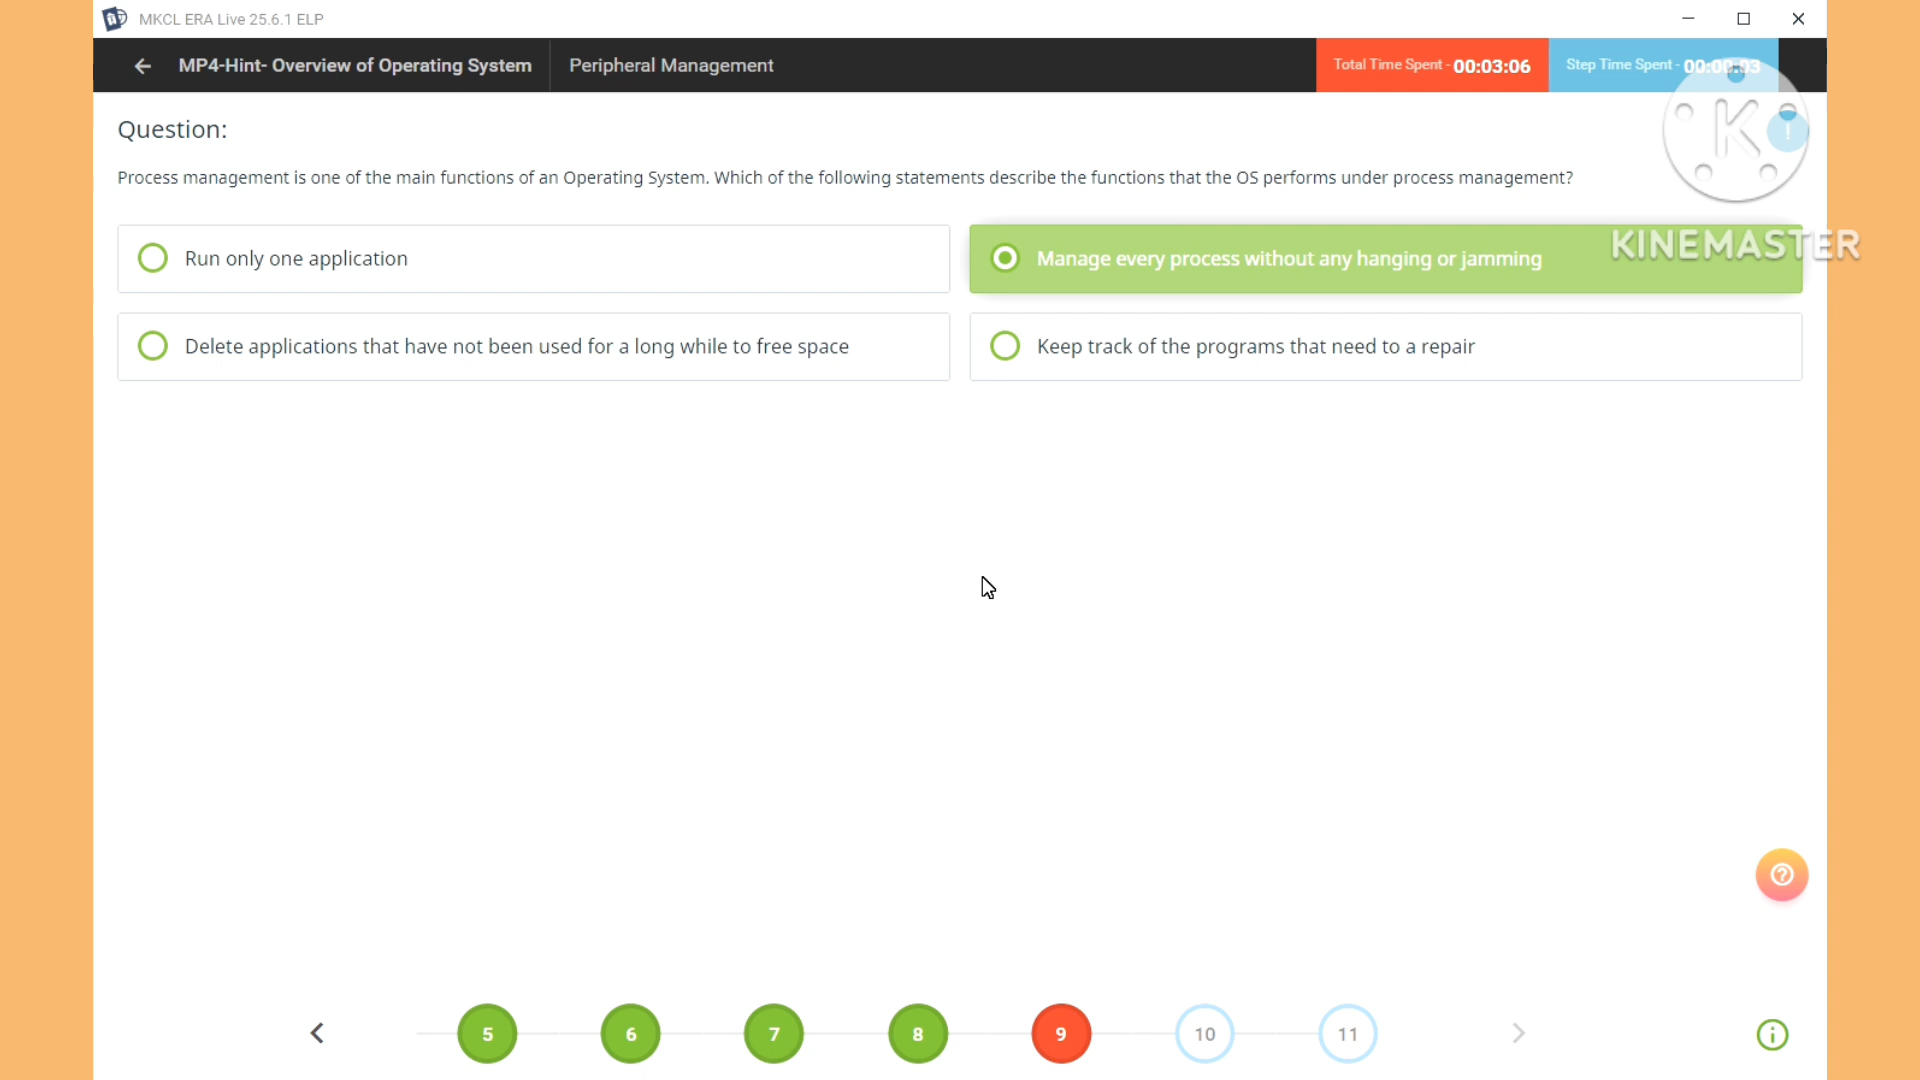 MKCL ERA Live 25.6.1 ELP
MP4-Hint- Overview of Operating System
Peripheral Management
Total Time Spent - 00:03:06
Step Time Spent - 00:00:03
K
KINEMASTER
Question:
Process management is one of the main functions of an Operating System. Which of the following statements describe the functions that the OS performs under process management?
Run only one application
Manage every process without any hanging or jamming
Delete applications that have not been used for a long while to free space
Keep track of the programs that need to a repair
5 6 7 8 9 10 11